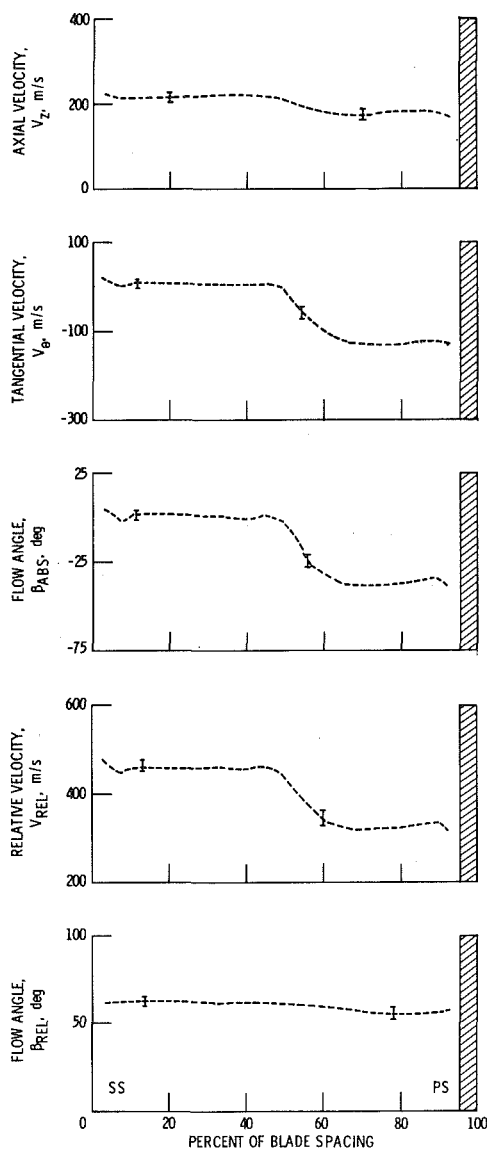 AXIAL VELOCITY,
V_Z, m/s
400
200
0
TANGENTIAL VELOCITY,
V_θ, m/s
100
-100
-300
FLOW ANGLE,
β_ABS, deg
25
-25
-75
RELATIVE VELOCITY,
V_REL, m/s
600
400
200
FLOW ANGLE,
β_REL, deg
100
50
SS
PS
0 20 40 60 80 100
PERCENT OF BLADE SPACING